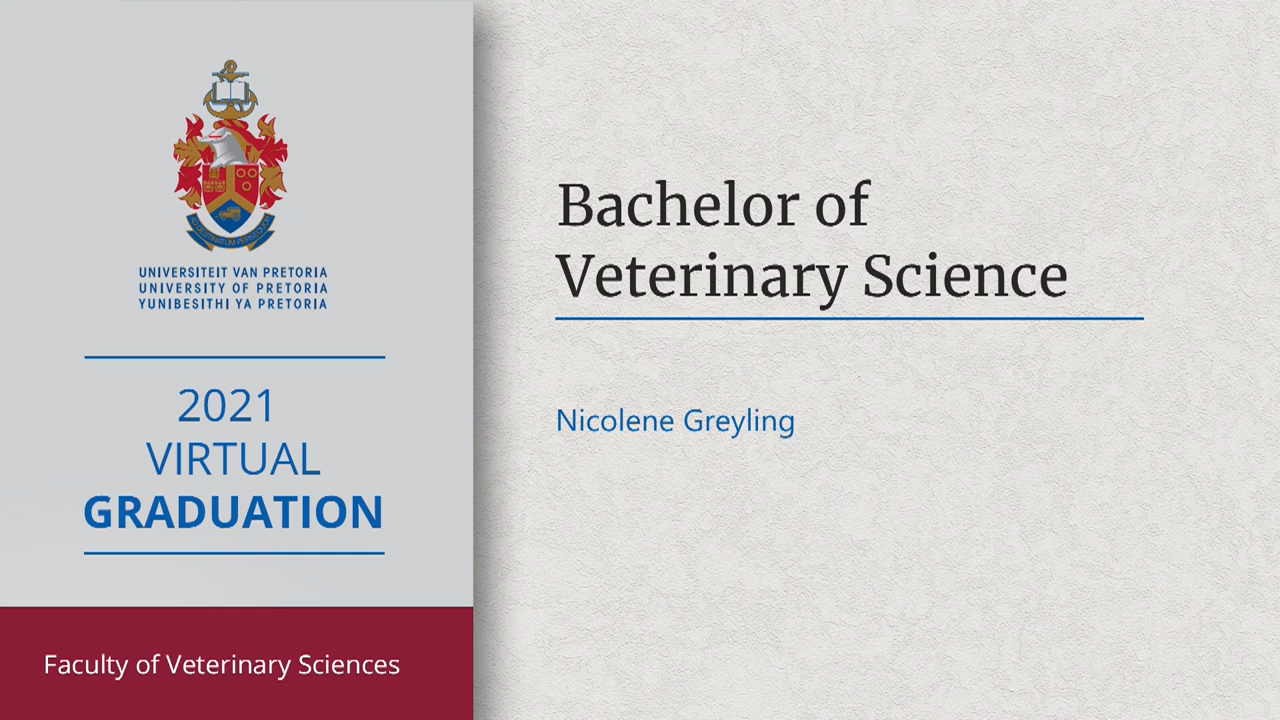 UNIVERSITEIT VAN PRETORIA
UNIVERSITY OF PRETORIA
YUNIBESITHI YA PRETORIA
2021
VIRTUAL
GRADUATION
Faculty of Veterinary Sciences
Bachelor of
Veterinary Science
Nicolene Greyling